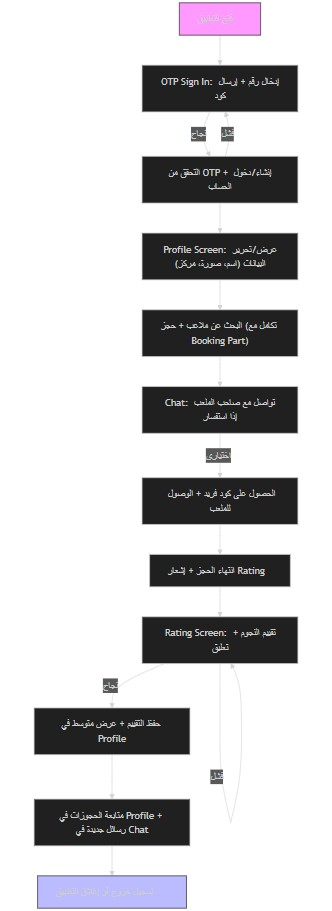 فتح التطبيق
OTP Sign In: إدخال رقم + إرسال
كود
نجاح
فشل
التحقق من OTP + إنشاء/دخول
الحساب
Profile Screen: عرض/تحرير
البيانات (اسم، صورة، مركز)
البحث عن ملاعب + حجز (تكامل مع
Booking Part)
Chat: تواصل مع صاحب الملعب
إذا استفسار
اختياري
الحصول على كود فريد + الوصول
للملعب
انتهاء الحجز + إشعار Rating
Rating Screen: تقييم النجوم +
تعليق
نجاح
حفظ التقييم + عرض متوسط في
Profile
فشل
متابعة الحجوزات في Profile +
رسائل جديدة في Chat